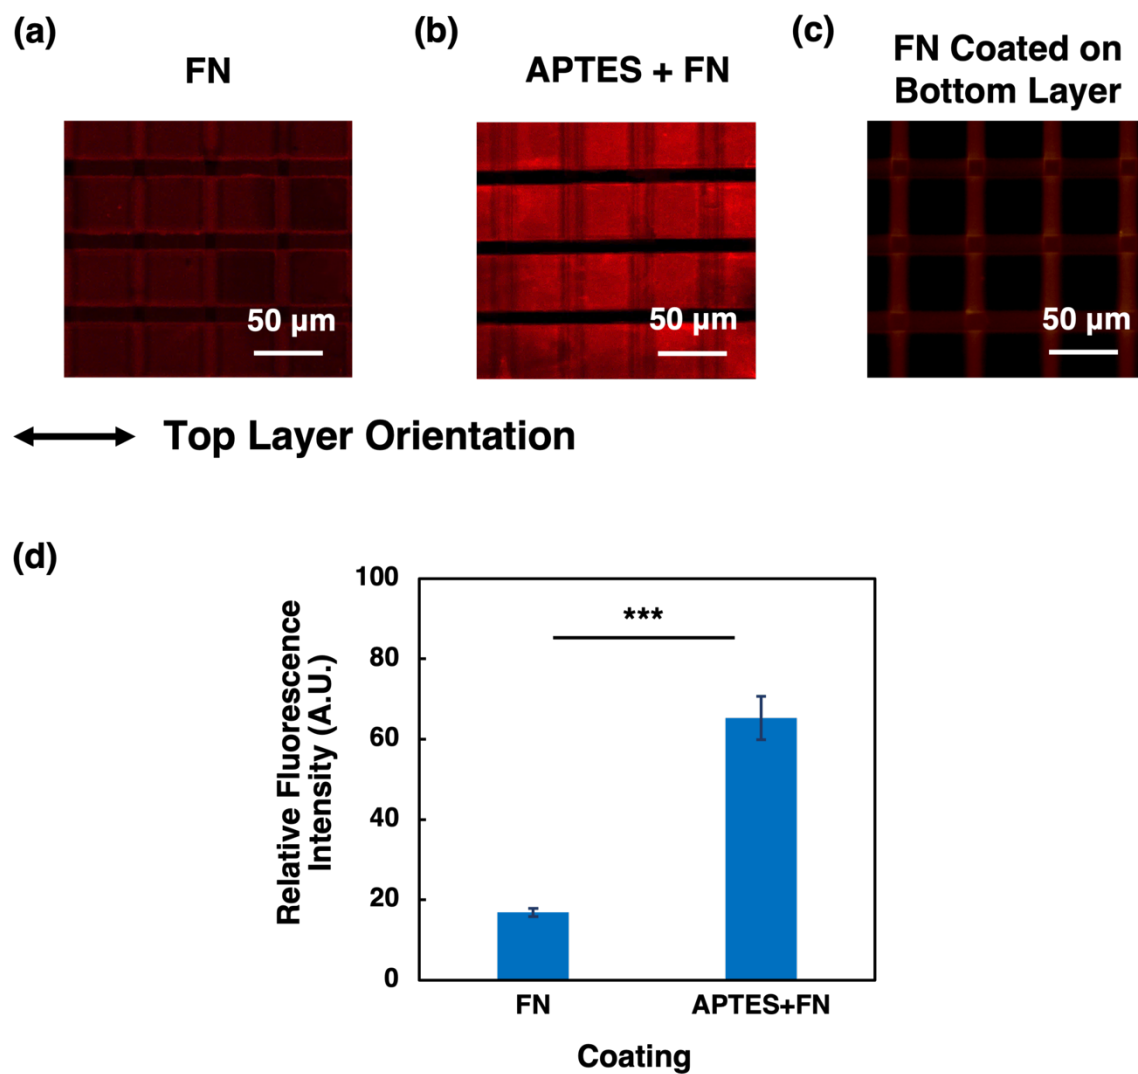 (a)
FN
(b)
APTES + FN
(c)
FN Coated on
Bottom Layer
50 µm
50 µm
50 µm
Top Layer Orientation
(d)
Relative Fluorescence
Intensity (A.U.)
100
80
60
40
20
0
***
FN
APTES+FN
Coating